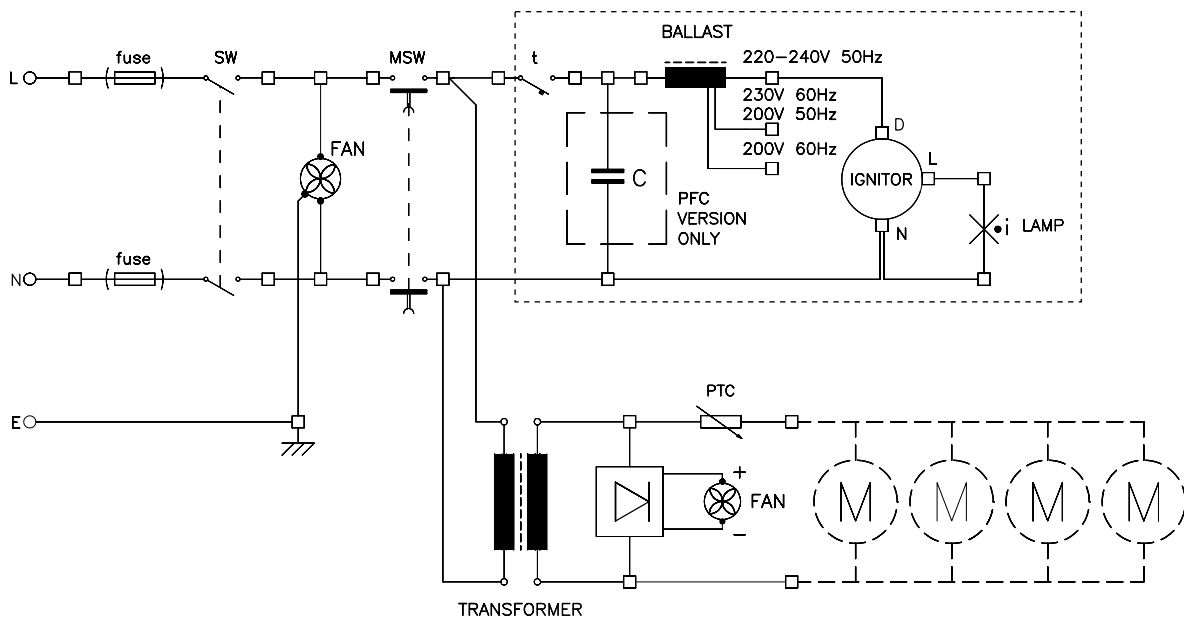 BALLAST
fuse
SW
MSW
t
220-240V 50Hz
L
230V 60Hz
200V 50Hz
D
FAN
200V 60Hz
L
C
IGNITOR
PFC
VERSION
ONLY
N
i
LAMP
fuse
N
PTC
E
+
M
M
M
M
FAN
-
TRANSFORMER